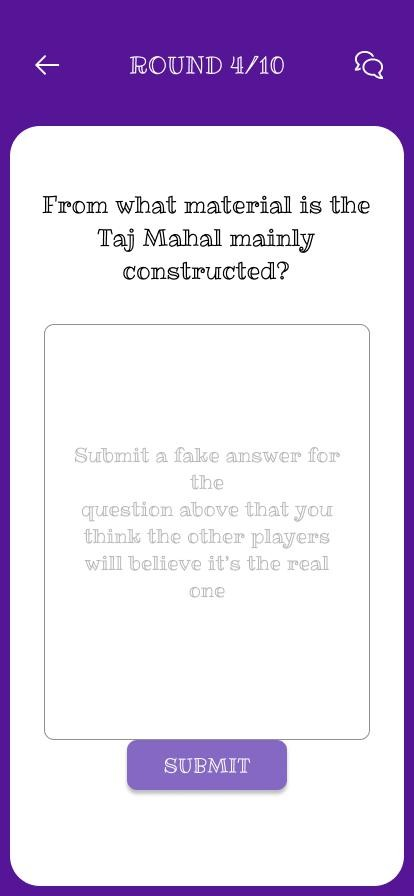 ROUND 4/10
From what material is the
Taj Mahal mainly
constructed?
Submit a fake answer for
the
question above that you
think the other players
will believe it's the real
one
SUBMIT